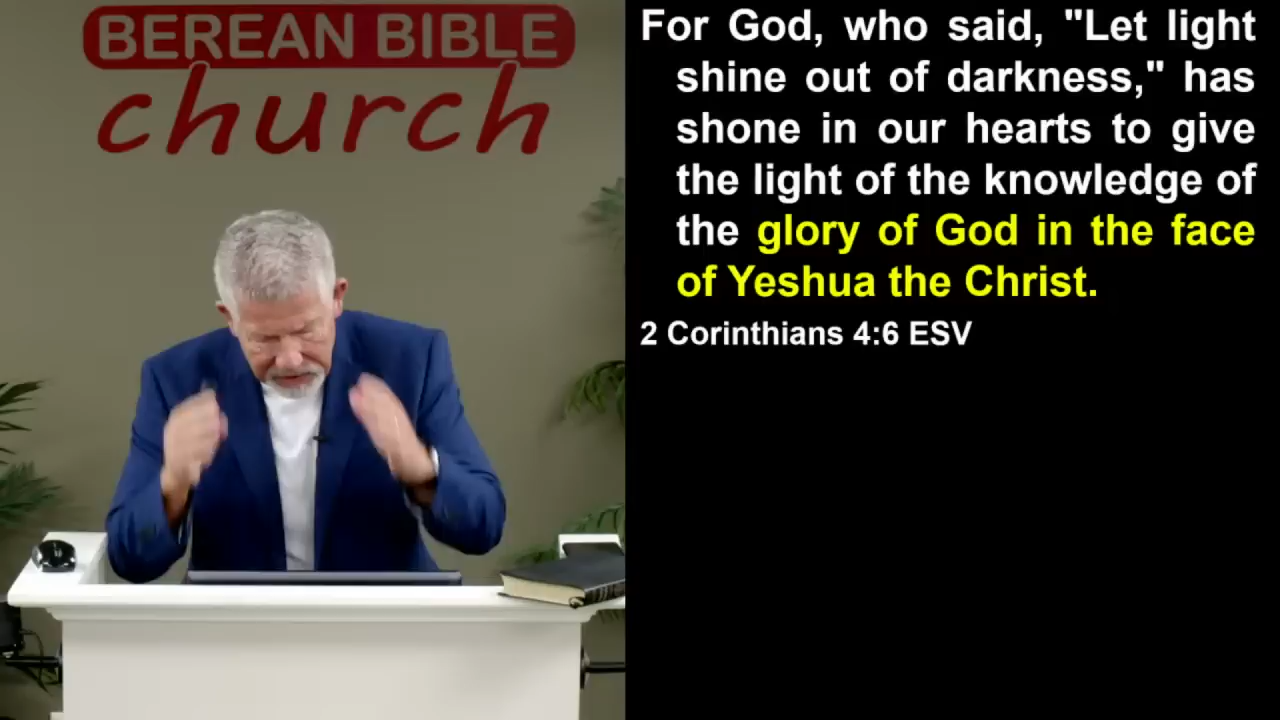 BEREAN BIBLE
church
For God, who said, "Let light
shine out of darkness," has
shone in our hearts to give
the light of the knowledge of
the glory of God in the face
of Yeshua the Christ.
2 Corinthians 4:6 ESV